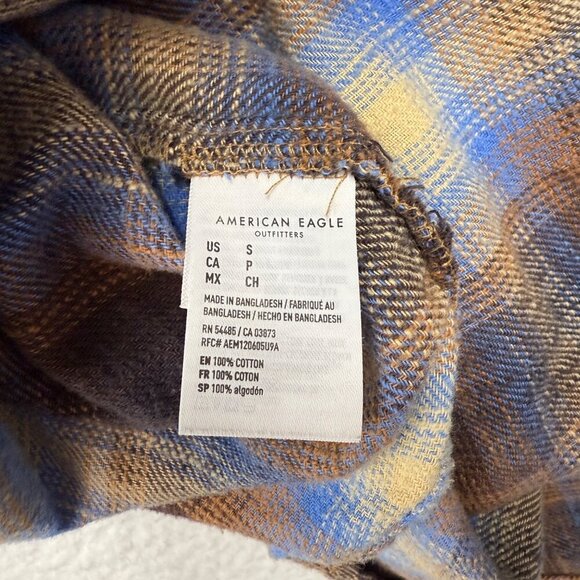 AMERICAN EAGLE
OUTFITTERS
US S
CA P
MX CH
MADE IN BANGLADESH / FABRIQUÉ AU
BANGLADESH / HECHO EN BANGLADESH
RN 54485 / CA 03873
RFC# AEM120605U9A
EN 100% COTTON
FR 100% COTON
SP 100% algodón